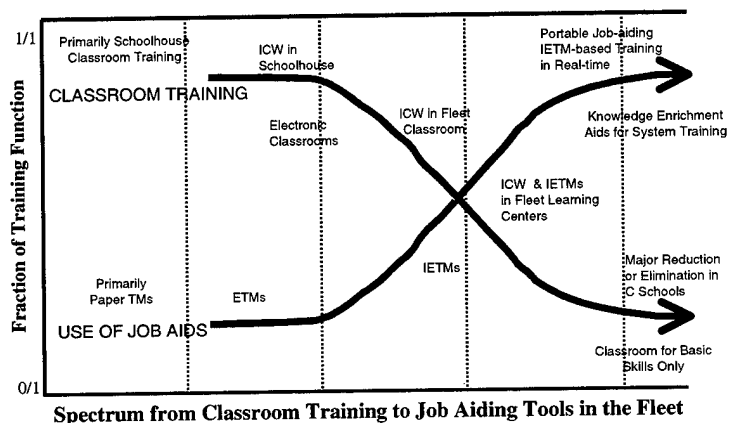 1/1
Primarily Schoolhouse
Classroom Training
CLASSROOM TRAINING
ICW in
Schoolhouse
Electronic
Classrooms
ICW in Fleet
Classroom
Portable Job-aiding
IETM-based Training
in Real-time
Knowledge Enrichment
Aids for System Training
ICW & IETMs
in Fleet Learning
Centers
Fraction of Training Function
Primarily
Paper TMs
ETMs
IETMs
USE OF JOB AIDS
Major Reduction
or Elimination in
C Schools
Classroom for Basic
Skills Only
0/1
Spectrum from Classroom Training to Job Aiding Tools in the Fleet